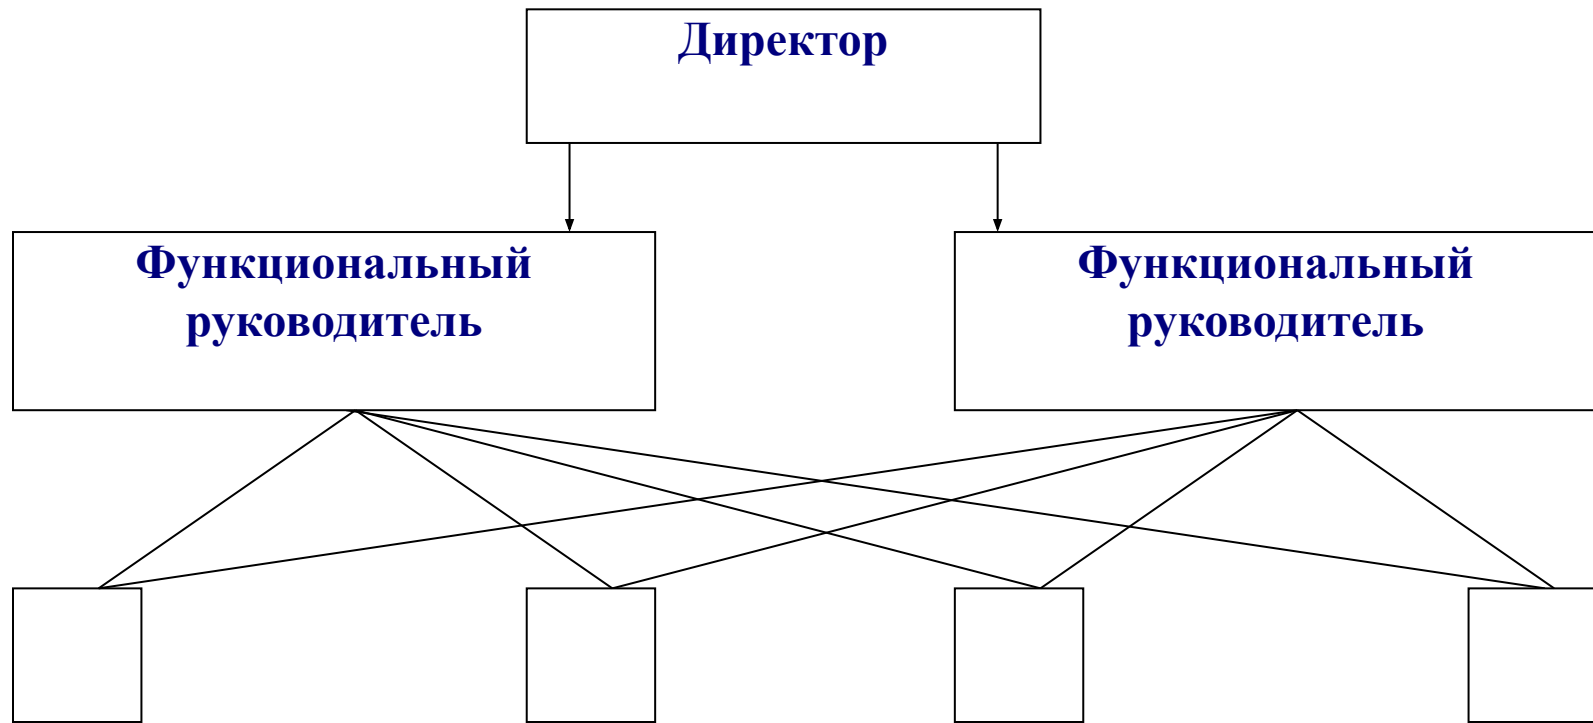 Директор
Функциональный
руководитель
Функциональный
руководитель